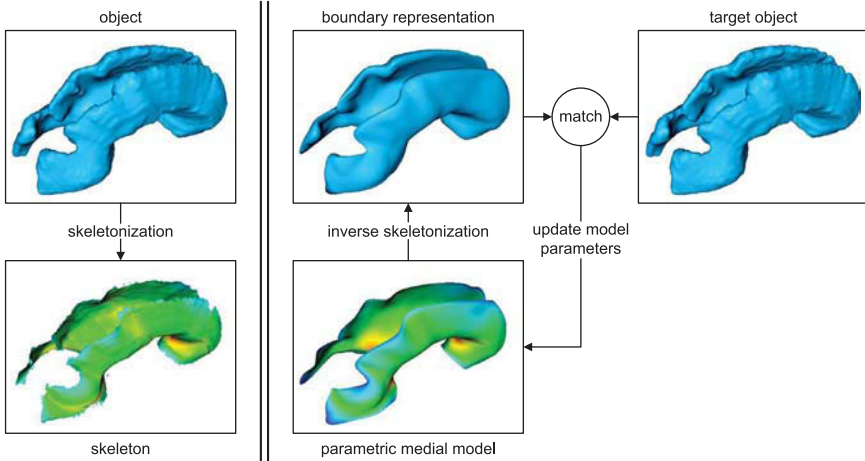 object
boundary representation
target object
match
skeletonization
inverse skeletonization
update model
parameters
skeleton
parametric medial model